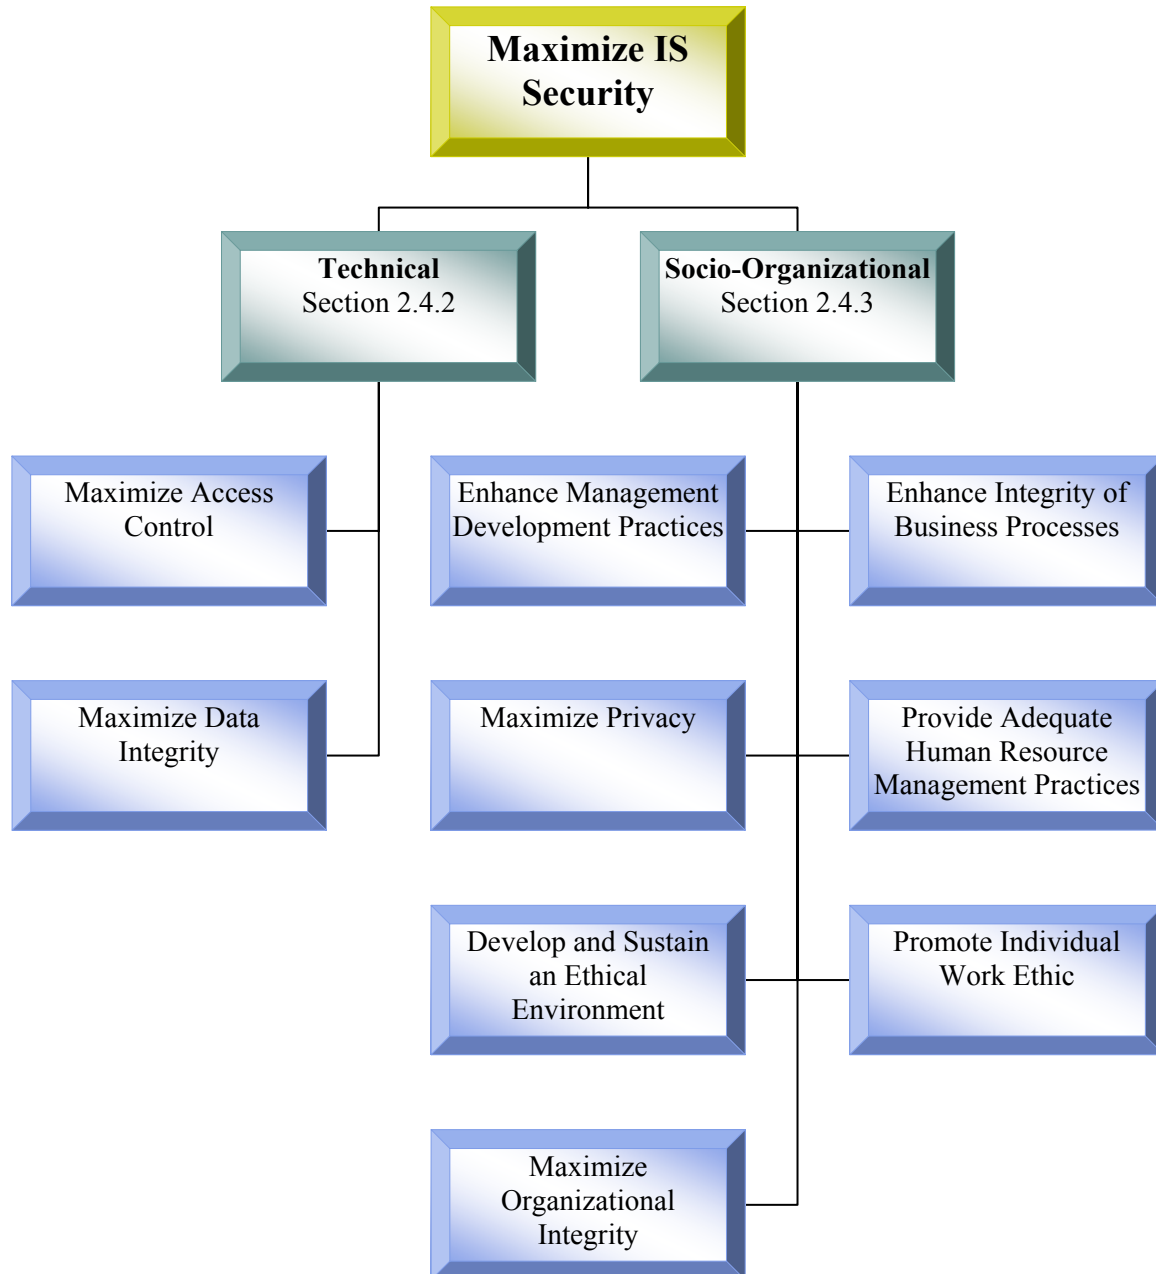 Maximize IS
Security
Technical
Section 2.4.2
Socio-Organizational
Section 2.4.3
Maximize Access
Control
Enhance Management
Development Practices
Enhance Integrity of
Business Processes
Maximize Data
Integrity
Maximize Privacy
Provide Adequate
Human Resource
Management Practices
Develop and Sustain
an Ethical
Environment
Promote Individual
Work Ethic
Maximize
Organizational
Integrity